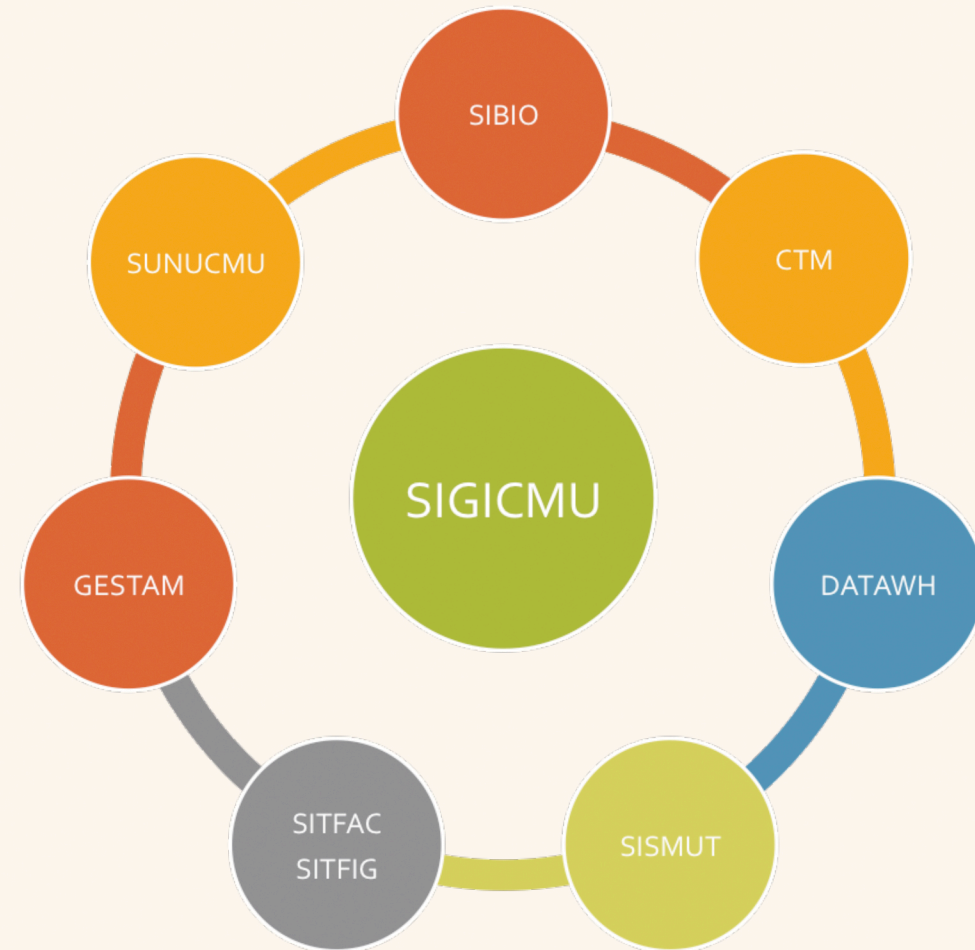 SIBIO
SUNUCMU
CTM
SIGICMU
GESTAM
DATAWH
SITFAC
SITFIG
SISMUT